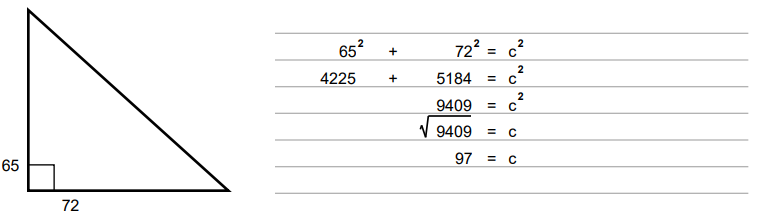 65² + 72² = c²
4225 + 5184 = c²
9409 = c²
√9409 = c
97 = c
65
72